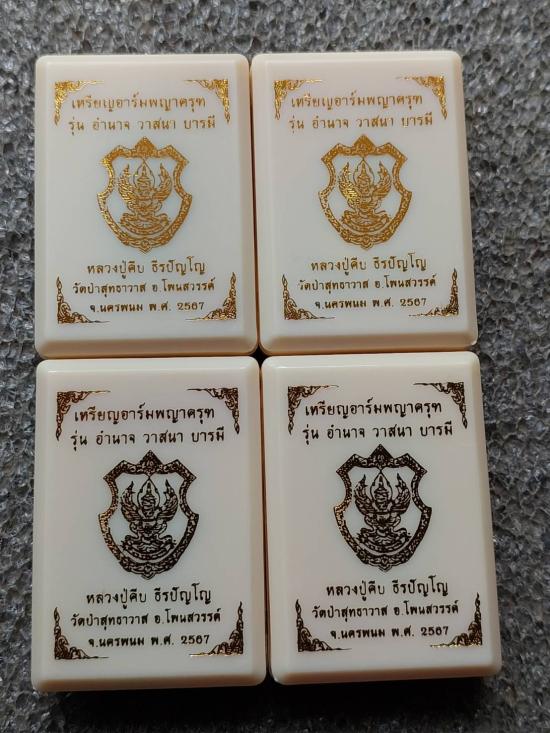 เหรียญอาร์มพญาครุฑ
รุ่น อำนาจ วาสนา บารมี
หลวงปู่คืบ ธีรปัญโญ
วัดป่าสุทธาวาส อ.โพนสวรรค์
จ.นครพนม พ.ศ. 2567
เหรียญอาร์มพญาครุฑ
รุ่น อำนาจ วาสนา บารมี
หลวงปู่คืบ ธีรปัญโญ
วัดป่าสุทธาวาส อ.โพนสวรรค์
จ.นครพนม พ.ศ. 2567
เหรียญอาร์มพญาครุฑ
รุ่น อำนาจ วาสนา บารมี
หลวงปู่คืบ ธีรปัญโญ
วัดป่าสุทธาวาส อ.โพนสวรรค์
จ.นครพนม พ.ศ. 2567
เหรียญอาร์มพญาครุฑ
รุ่น อำนาจ วาสนา บารมี
หลวงปู่คืบ ธีรปัญโญ
วัดป่าสุทธาวาส อ.โพนสวรรค์
จ.นครพนม พ.ศ. 2567